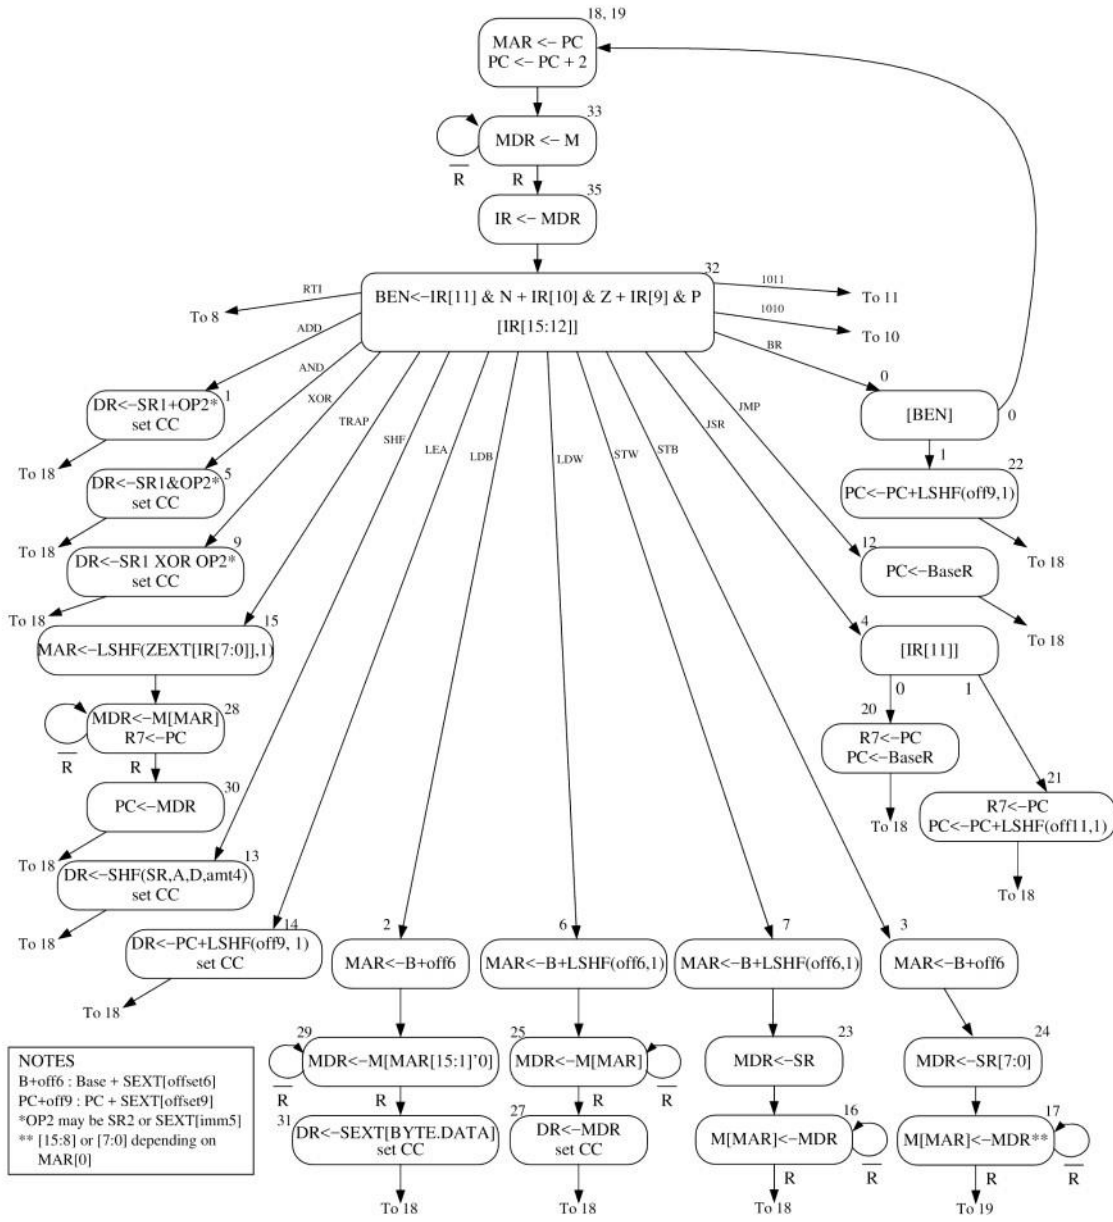 18, 19
MAR <– PC
PC <– PC + 2
33
MDR <– M
R
R
35
IR <– MDR
32
BEN<–IR[11] & N + IR[10] & Z + IR[9] & P
[IR[15:12]]
RTI
To 8
1011
To 11
1010
To 10
ADD
AND
XOR
TRAP
SHF
LEA
LDB
LDW
STW
STB
JSR
JMP
BR
1
DR<–SR1+OP2*
set CC
To 18
5
DR<–SR1&OP2*
set CC
To 18
9
DR<–SR1 XOR OP2*
set CC
To 18
15
MAR<–LSHF(ZEXT[IR[7:0]],1)
28
MDR<–M[MAR]
R7<–PC
R
R
30
PC<–MDR
To 18
13
DR<–SHF(SR,A,D,amt4)
set CC
To 18
14
DR<–PC+LSHF(off9, 1)
set CC
To 18
0
[BEN]
0
1
22
PC<–PC+LSHF(off9,1)
To 18
12
PC<–BaseR
To 18
4
[IR[11]]
0
1
20
R7<–PC
PC<–BaseR
To 18
21
R7<–PC
PC<–PC+LSHF(off11,1)
To 18
2
MAR<–B+off6
6
MAR<–B+LSHF(off6,1)
7
MAR<–B+LSHF(off6,1)
3
MAR<–B+off6
29
MDR<–M[MAR[15:1]'0]
R
R
25
MDR<–M[MAR]
R
R
23
MDR<–SR
24
MDR<–SR[7:0]
31
DR<–SEXT[BYTE.DATA]
set CC
To 18
27
DR<–MDR
set CC
To 18
16
M[MAR]<–MDR
R
R
To 18
17
M[MAR]<–MDR**
R
R
To 19
NOTES
B+off6 : Base + SEXT[offset6]
PC+off9 : PC + SEXT[offset9]
*OP2 may be SR2 or SEXT[imm5]
** [15:8] or [7:0] depending on
MAR[0]